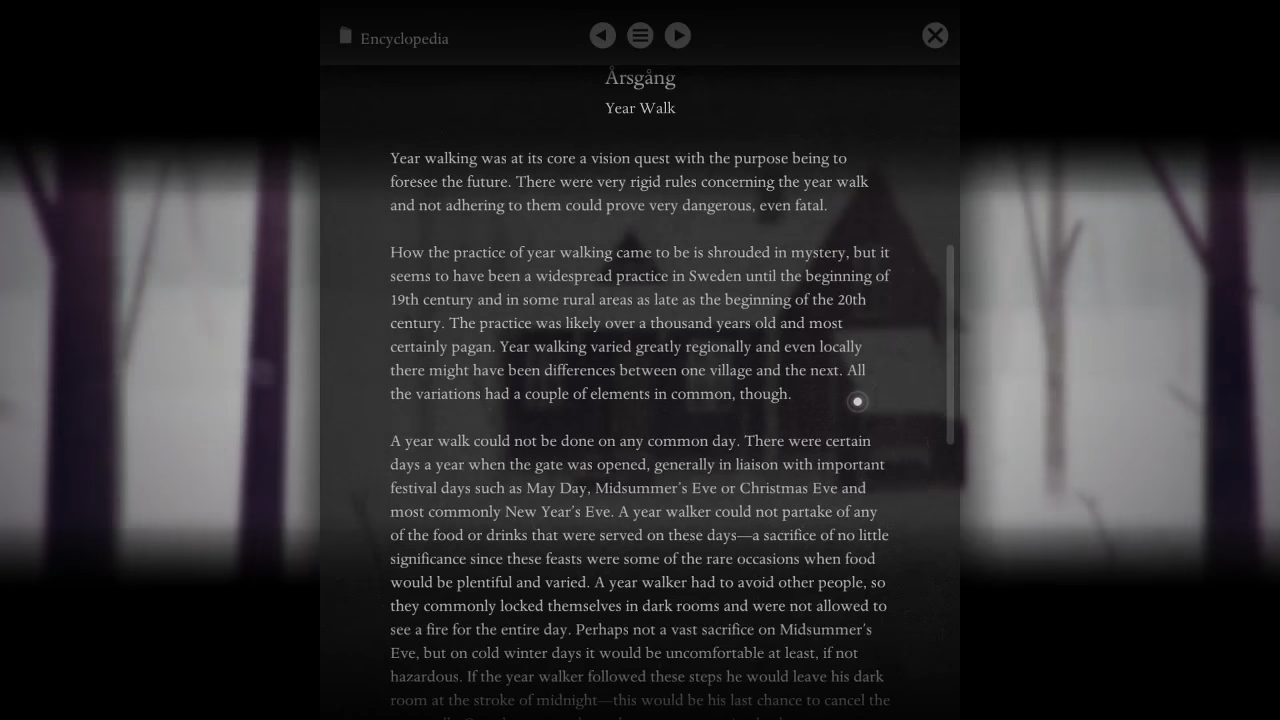 Encyclopedia
Årsgång
Year Walk
Year walking was at its core a vision quest with the purpose being to
foresee the future. There were very rigid rules concerning the year walk
and not adhering to them could prove very dangerous, even fatal.
How the practice of year walking came to be is shrouded in mystery, but it
seems to have been a widespread practice in Sweden until the beginning of
19th century and in some rural areas as late as the beginning of the 20th
century. The practice was likely over a thousand years old and most
certainly pagan. Year walking varied greatly regionally and even locally
there might have been differences between one village and the next. All
the variations had a couple of elements in common, though.
A year walk could not be done on any common day. There were certain
days a year when the gate was opened, generally in liaison with important
festival days such as May Day, Midsummer's Eve or Christmas Eve and
most commonly New Year's Eve. A year walker could not partake of any
of the food or drinks that were served on these days—a sacrifice of no little
significance since these feasts were some of the rare occasions when food
would be plentiful and varied. A year walker had to avoid other people, so
they commonly locked themselves in dark rooms and were not allowed to
see a fire for the entire day. Perhaps not a vast sacrifice on Midsummer's
Eve, but on cold winter days it would be uncomfortable at least, if not
hazardous. If the year walker followed these steps he would leave his dark
room at the stroke of midnight—this would be his last chance to cancel the